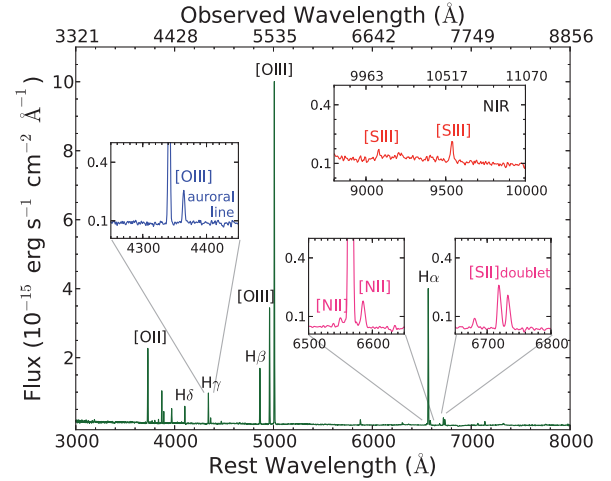 Observed Wavelength (Å)
3321 4428 5535 6642 7749 8856
Flux (10⁻¹⁵ erg s⁻¹ cm⁻² Å⁻¹)
10
8
6
4
2
[OIII]
9963 10517 11070
0.4
0.1
NIR
[SIII] [SIII]
9000 9500 10000
0.4
0.1
[OIII]
auroral
line
4300 4400
0.4
0.1
[NII] [NII]
6500 6550 6600 6650
0.4
0.1
[SII] doublet
6700 6800
Hα
[OIII]
[OII]
Hβ
Hδ
Hγ
3000 4000 5000 6000 7000 8000
Rest Wavelength (Å)